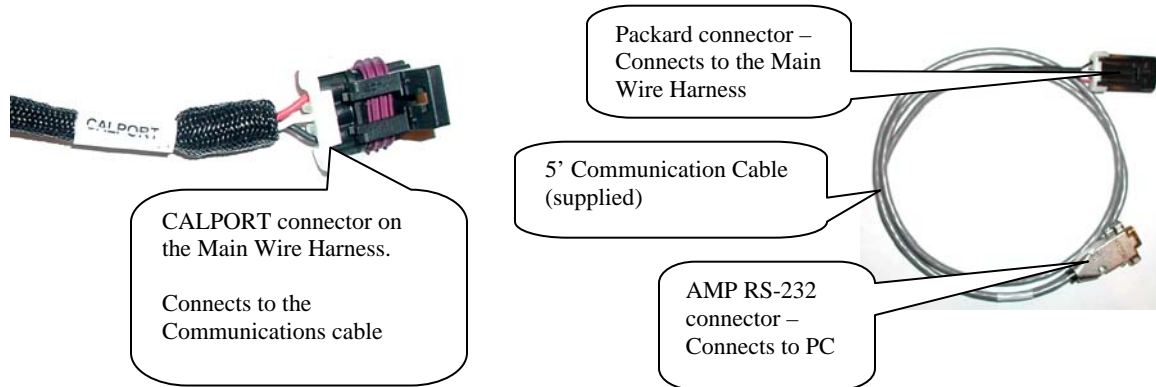 CALPORT
CALPORT connector on
the Main Wire Harness.
Connects to the
Communications cable
Packard connector –
Connects to the Main
Wire Harness
5’ Communication Cable
(supplied)
AMP RS-232
connector –
Connects to PC